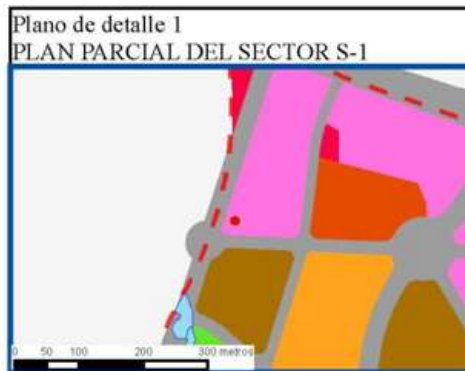 Plano de detalle 1
PLAN PARCIAL DEL SECTOR S-1
0 50 100 200 300 metros